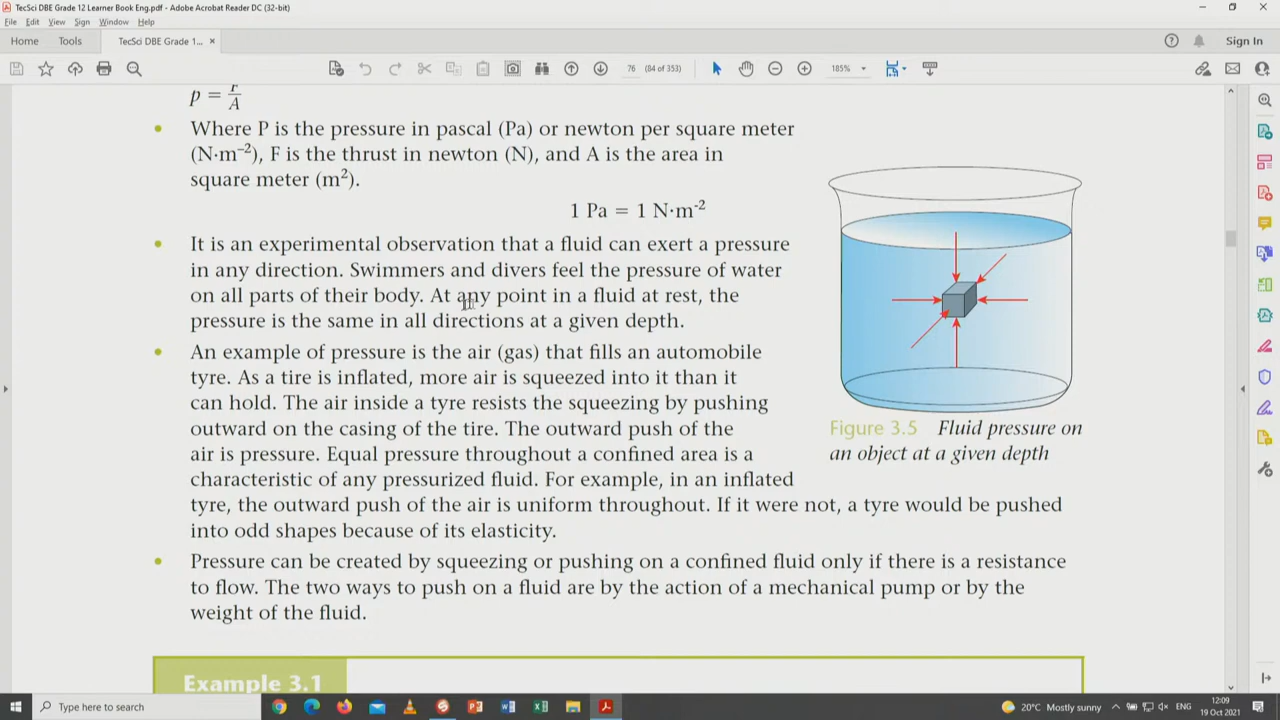 TecSci DBE Grade 12 Learner Book Eng.pdf - Adobe Acrobat Reader DC (32-bit)
File Edit View Sign Window Help
Home Tools TecSci DBE Grade 1... × Sign In
76 (84 of 353) 185%
p = F/A
• Where P is the pressure in pascal (Pa) or newton per square meter
(N·m⁻²), F is the thrust in newton (N), and A is the area in
square meter (m²).
1 Pa = 1 N·m⁻²
• It is an experimental observation that a fluid can exert a pressure
in any direction. Swimmers and divers feel the pressure of water
on all parts of their body. At any point in a fluid at rest, the
pressure is the same in all directions at a given depth.
• An example of pressure is the air (gas) that fills an automobile
tyre. As a tire is inflated, more air is squeezed into it than it
can hold. The air inside a tyre resists the squeezing by pushing
outward on the casing of the tire. The outward push of the
air is pressure. Equal pressure throughout a confined area is a
characteristic of any pressurized fluid. For example, in an inflated
tyre, the outward push of the air is uniform throughout. If it were not, a tyre would be pushed
into odd shapes because of its elasticity.
Figure 3.5 Fluid pressure on
an object at a given depth
• Pressure can be created by squeezing or pushing on a confined fluid only if there is a resistance
to flow. The two ways to push on a fluid are by the action of a mechanical pump or by the
weight of the fluid.
Example 3.1
Type here to search
20°C Mostly sunny ENG
12:09
19 Oct 2021